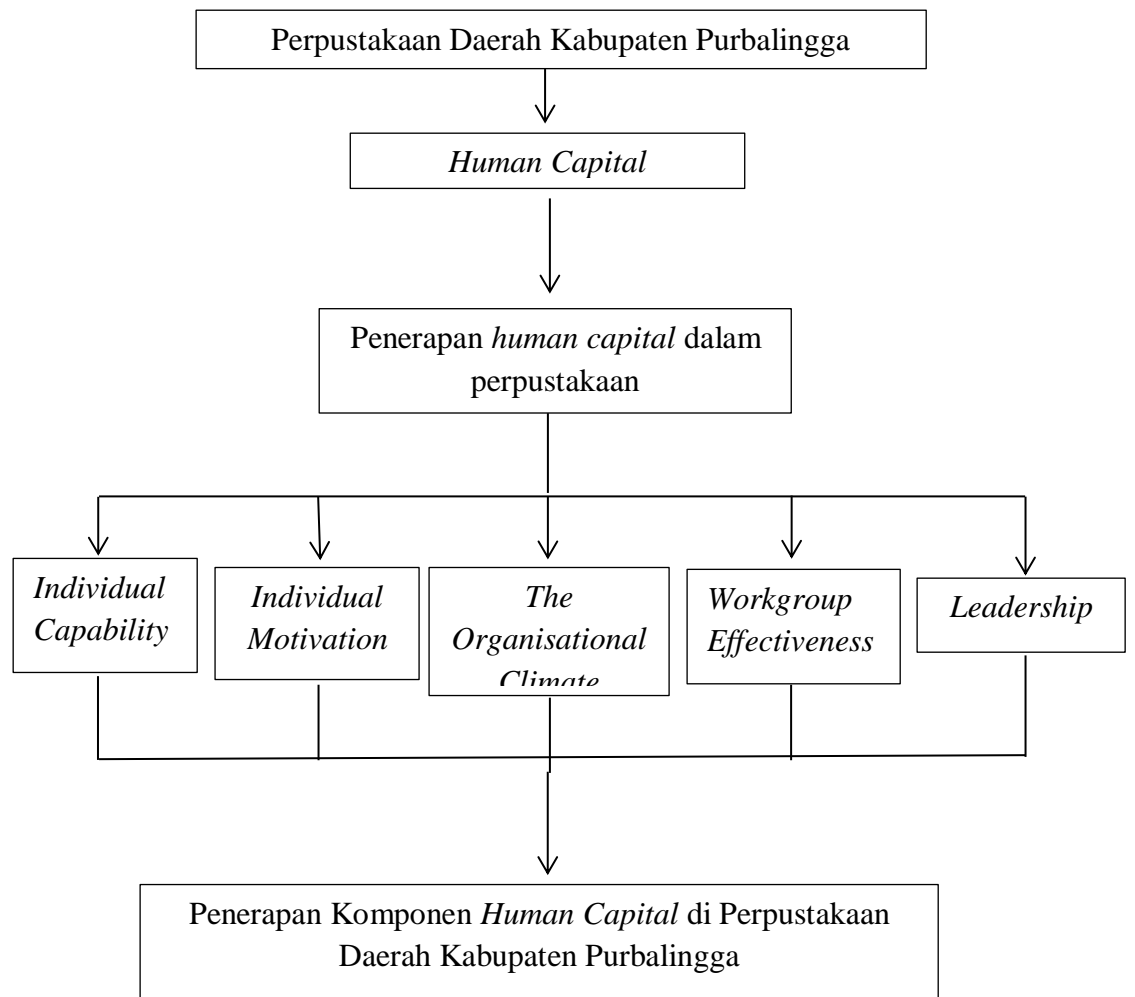 Perpustakaan Daerah Kabupaten Purbalingga
Human Capital
Penerapan human capital dalam
perpustakaan
Individual
Capability
Individual
Motivation
The
Organisational
Climate
Workgroup
Effectiveness
Leadership
Penerapan Komponen Human Capital di Perpustakaan
Daerah Kabupaten Purbalingga